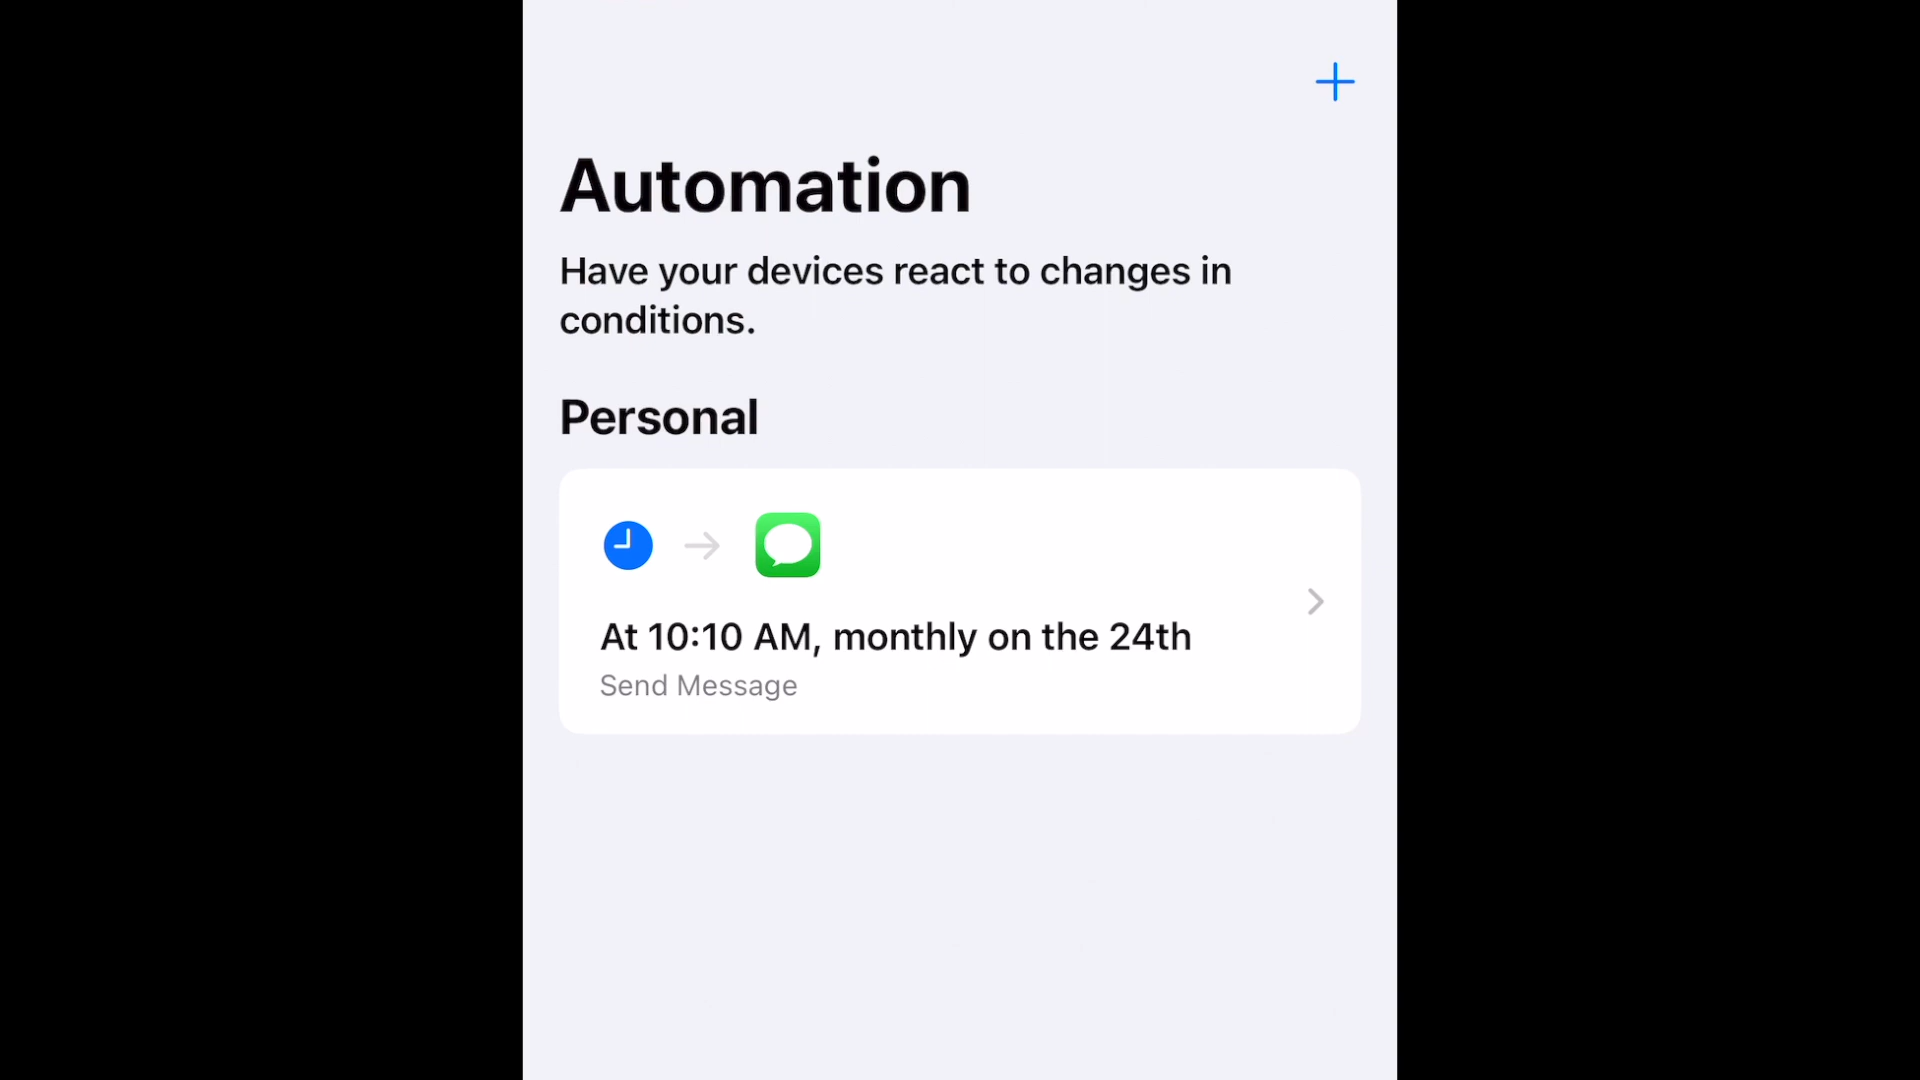 Automation
Have your devices react to changes in
conditions.
Personal
At 10:10 AM, monthly on the 24th
Send Message